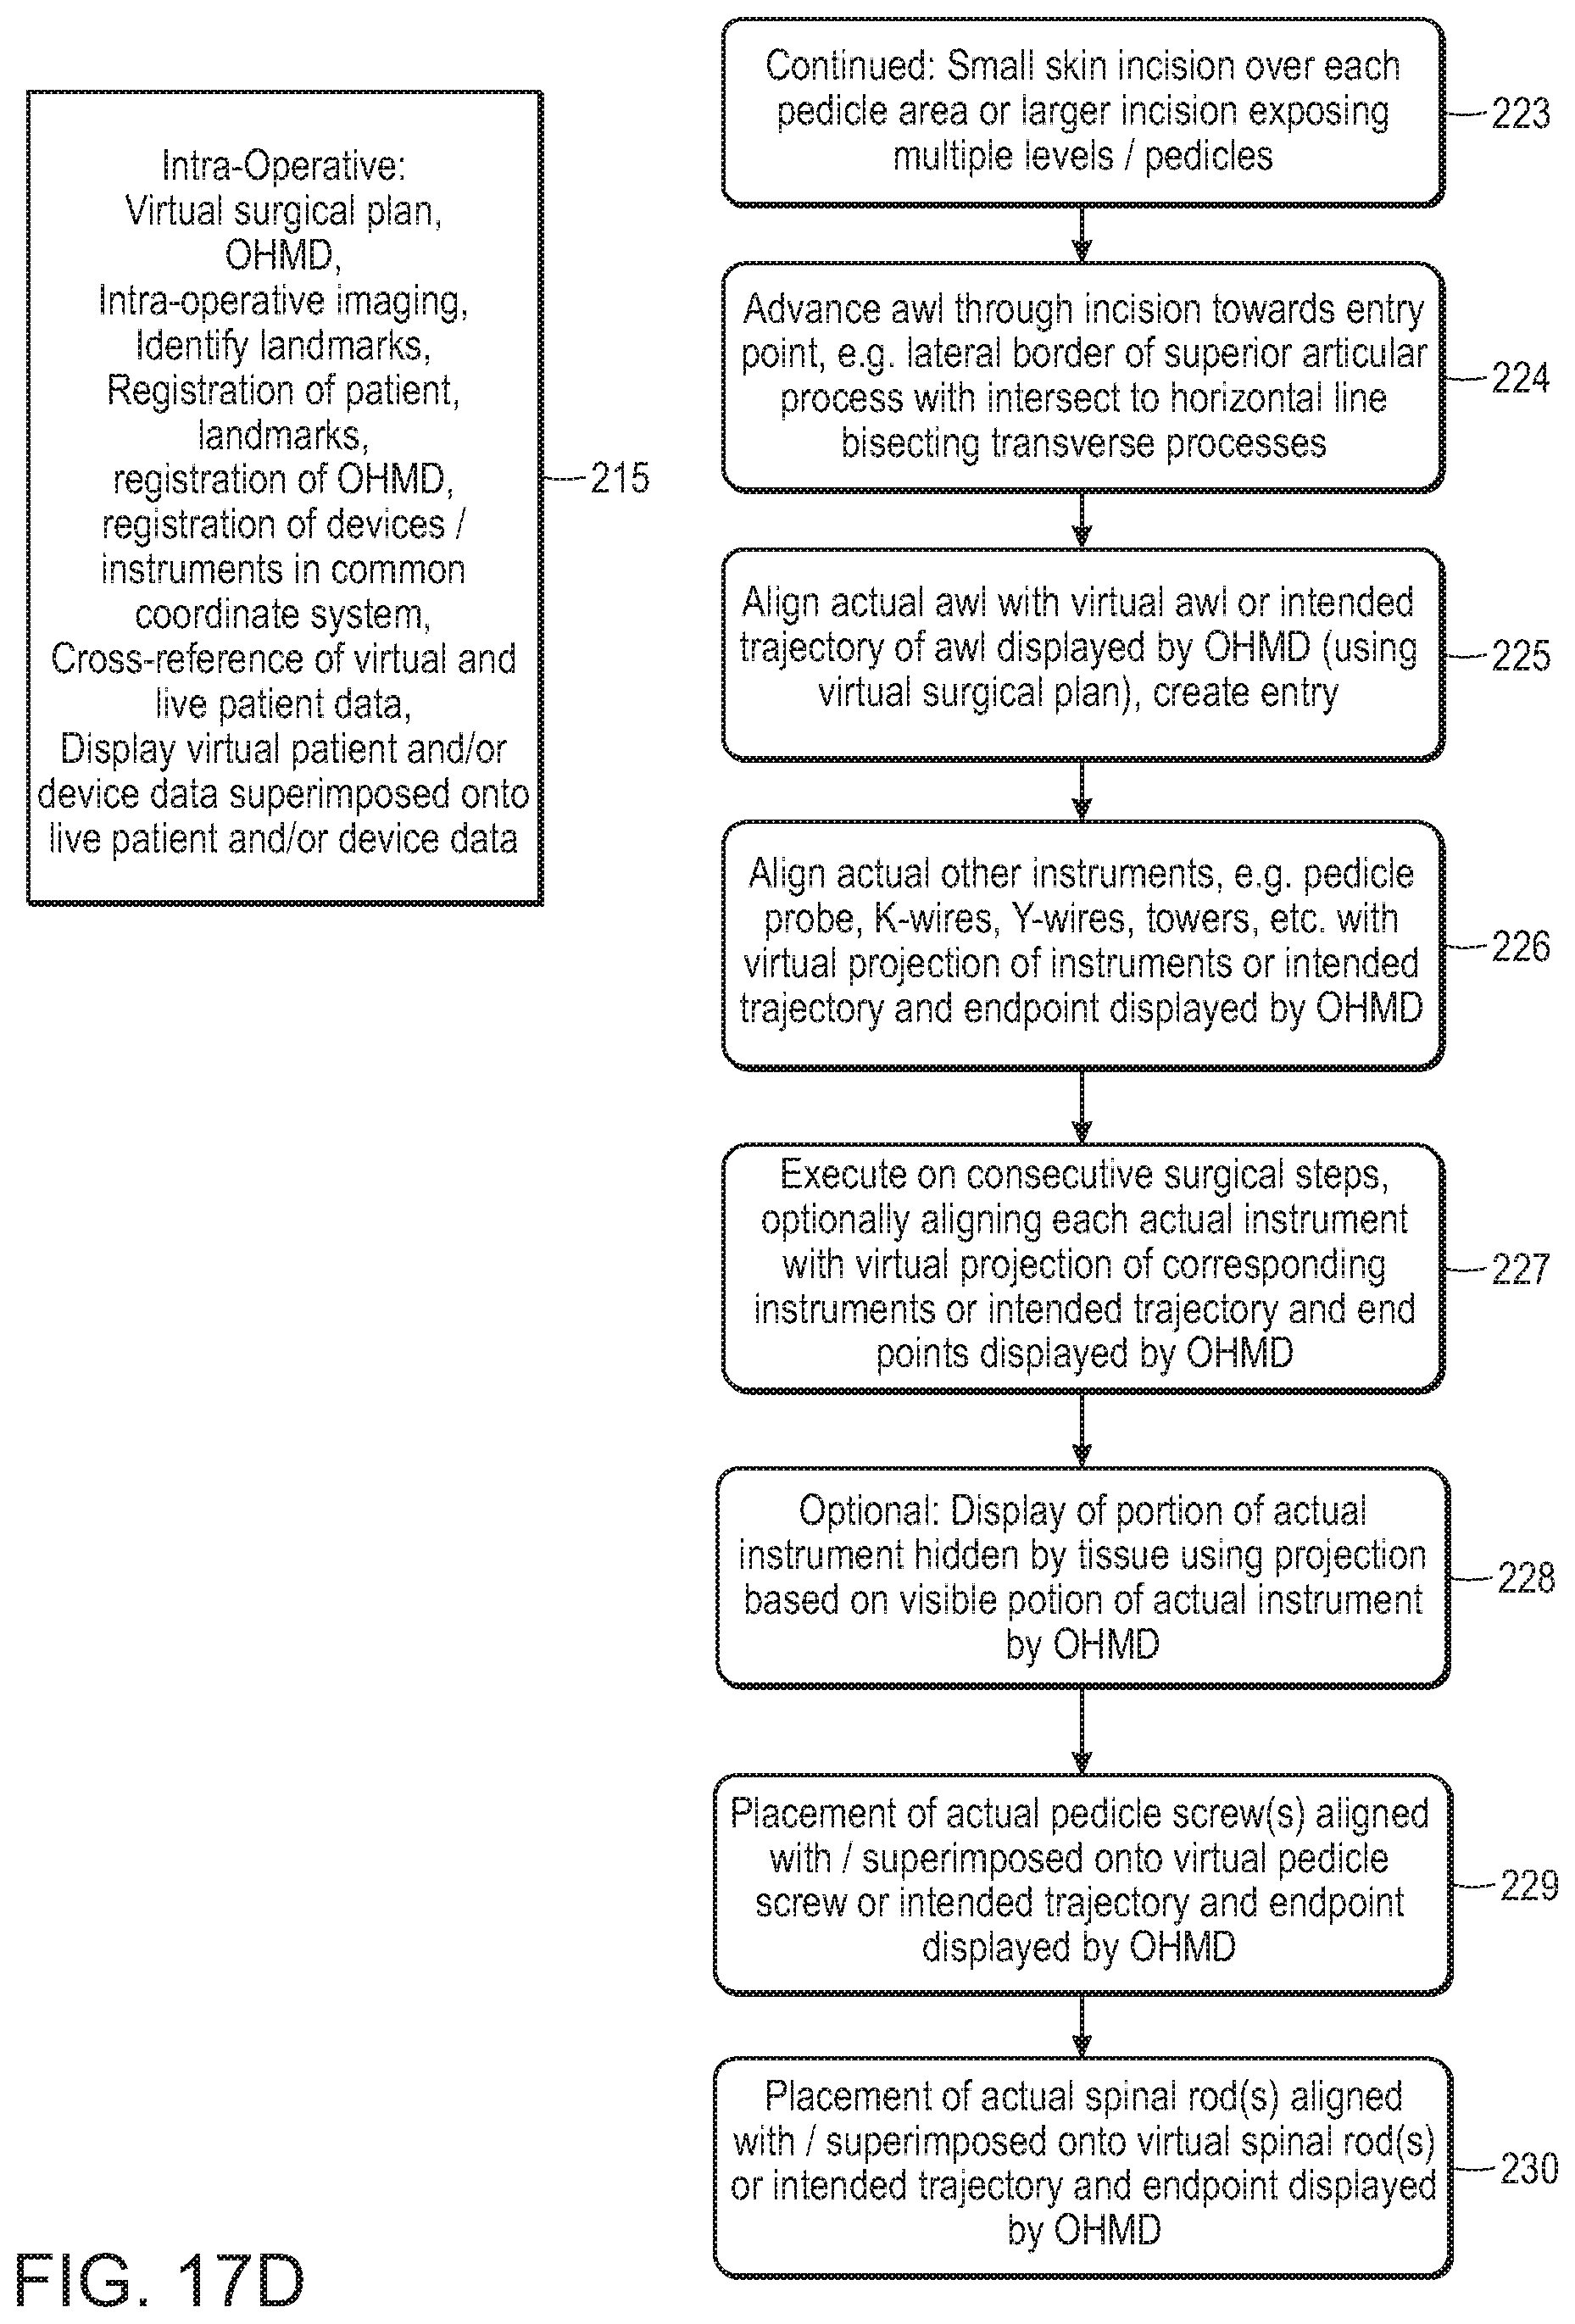 Intra-Operative:
Virtual surgical plan,
OHMD,
Intra-operative imaging,
Identify landmarks,
Registration of patient,
landmarks,
registration of OHMD,
registration of devices /
instruments in common
coordinate system,
Cross-reference of virtual and
live patient data,
Display virtual patient and/or
device data superimposed onto
live patient and/or device data
215
Continued: Small skin incision over each
pedicle area or larger incision exposing
multiple levels / pedicles
223
Advance awl through incision towards entry
point, e.g. lateral border of superior articular
process with intersect to horizontal line
bisecting transverse processes
224
Align actual awl with virtual awl or intended
trajectory of awl displayed by OHMD (using
virtual surgical plan), create entry
225
Align actual other instruments, e.g. pedicle
probe, K-wires, Y-wires, towers, etc. with
virtual projection of instruments or intended
trajectory and endpoint displayed by OHMD
226
Execute on consecutive surgical steps,
optionally aligning each actual instrument
with virtual projection of corresponding
instruments or intended trajectory and end
points displayed by OHMD
227
Optional: Display of portion of actual
instrument hidden by tissue using projection
based on visible potion of actual instrument
by OHMD
228
Placement of actual pedicle screw(s) aligned
with / superimposed onto virtual pedicle
screw or intended trajectory and endpoint
displayed by OHMD
229
Placement of actual spinal rod(s) aligned
with / superimposed onto virtual spinal rod(s)
or intended trajectory and endpoint displayed
by OHMD
230
FIG. 17D